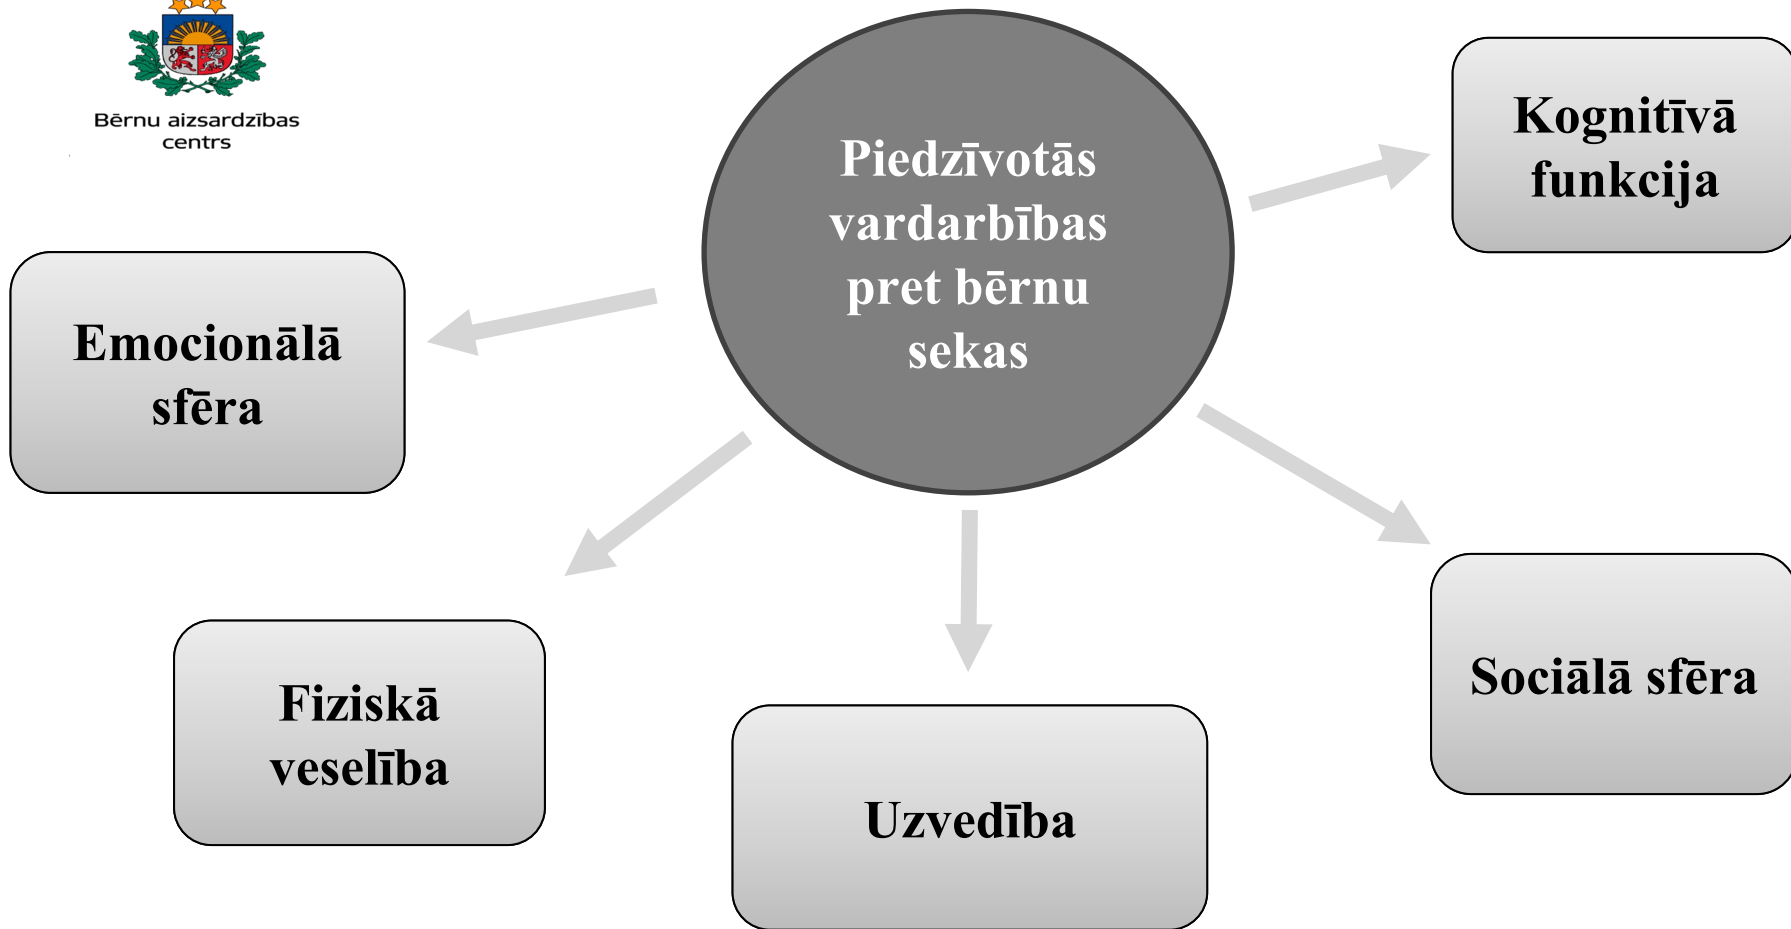 Bērnu aizsardzības
centrs
Piedzīvotās
vardarbības
pret bērnu
sekas
Kognitīvā
funkcija
Emocionālā
sfēra
Fiziskā
veselība
Uzvedība
Sociālā sfēra